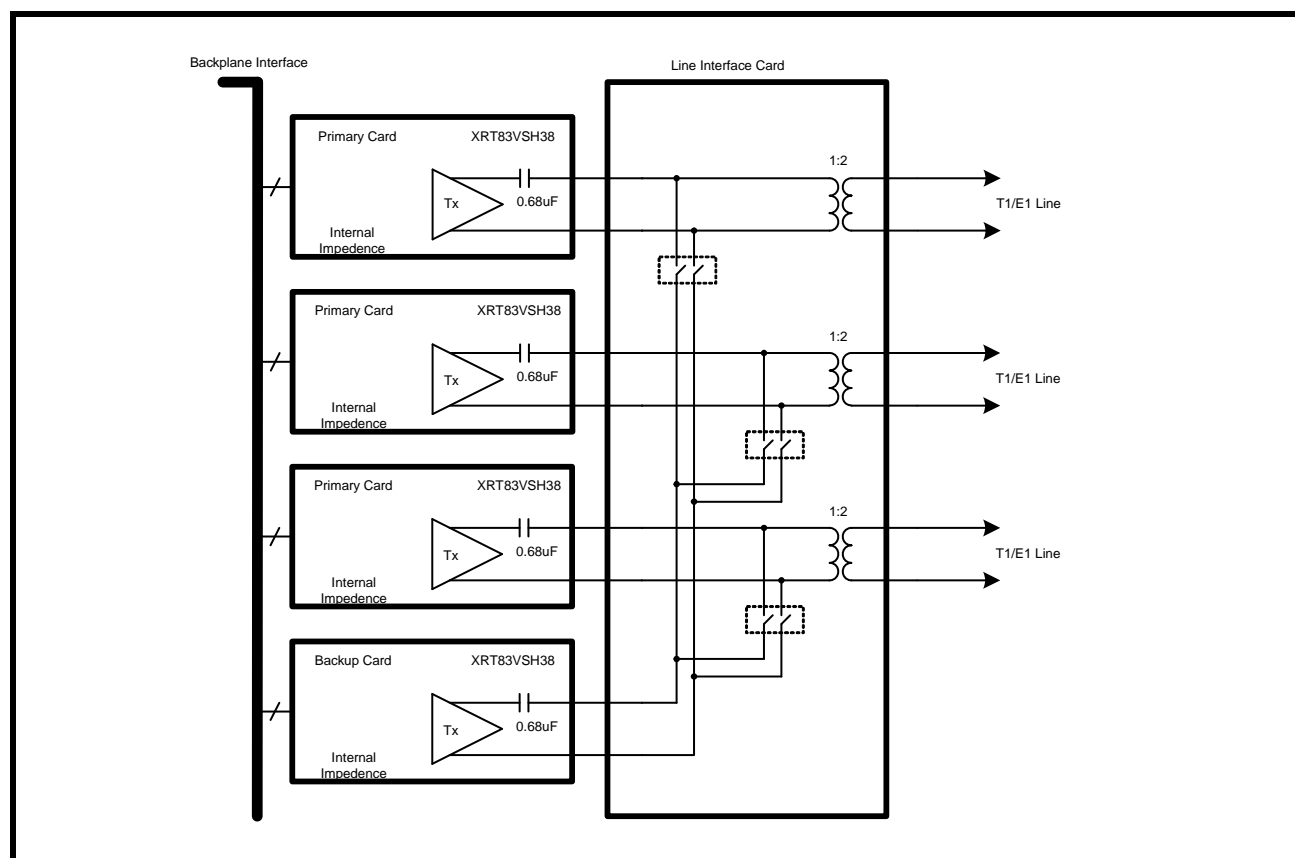 Backplane Interface
Line Interface Card
Primary Card
XRT83VSH38
Tx
0.68uF
Internal
Impedence
1:2
T1/E1 Line
Primary Card
XRT83VSH38
Tx
0.68uF
Internal
Impedence
1:2
T1/E1 Line
Primary Card
XRT83VSH38
Tx
0.68uF
Internal
Impedence
1:2
T1/E1 Line
Backup Card
XRT83VSH38
Tx
0.68uF
Internal
Impedence